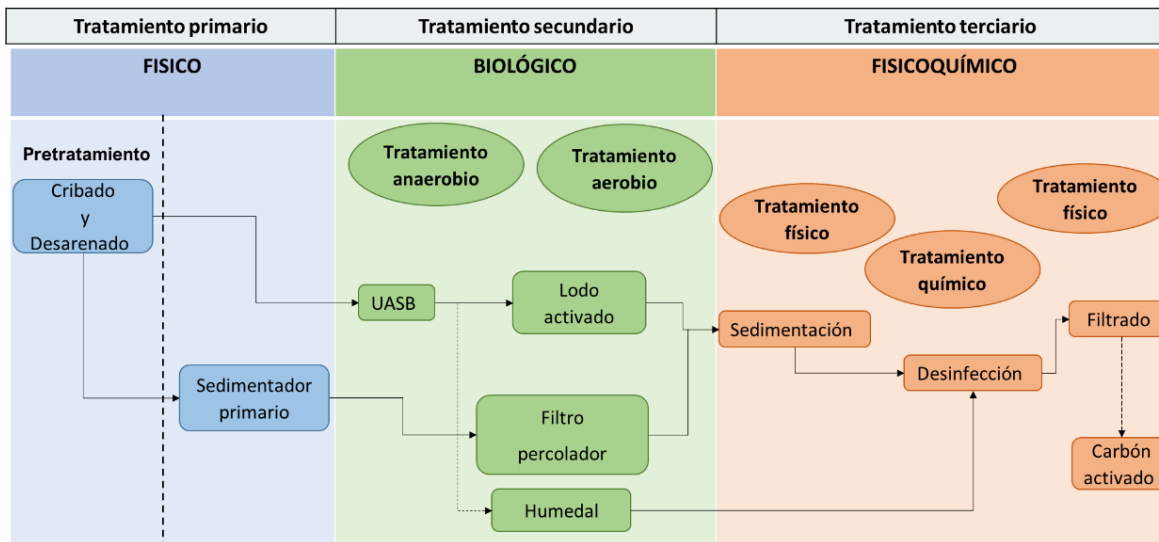 Tratamiento primario
Tratamiento secundario
Tratamiento terciario
FISICO
BIOLÓGICO
FISICOQUÍMICO
Pretratamiento
Cribado
y
Desarenado
Sedimentador
primario
Tratamiento
anaerobio
Tratamiento
aerobio
UASB
Lodo
activado
Filtro
percolador
Humedal
Tratamiento
físico
Tratamiento
químico
Tratamiento
físico
Sedimentación
Desinfección
Filtrado
Carbón
activado